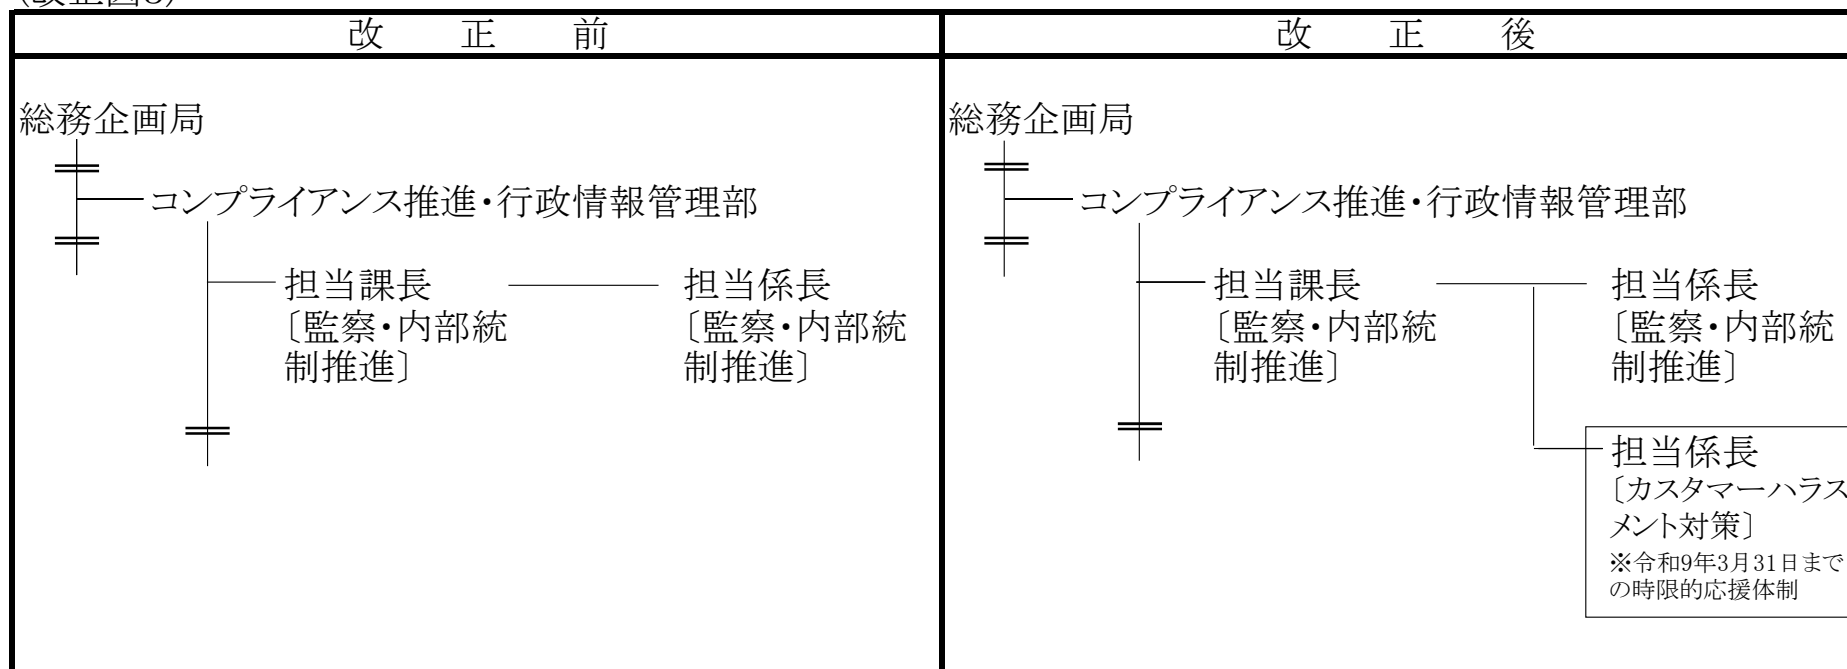 改 正 前
総務企画局
コンプライアンス推進・行政情報管理部
担当課長
〔監察・内部統
制推進〕
担当係長
〔監察・内部統
制推進〕
改 正 後
総務企画局
コンプライアンス推進・行政情報管理部
担当課長
〔監察・内部統
制推進〕
担当係長
〔監察・内部統
制推進〕
担当係長
〔カスタマーハラス
メント対策〕
※令和9年3月31日まで
の時限的応援体制